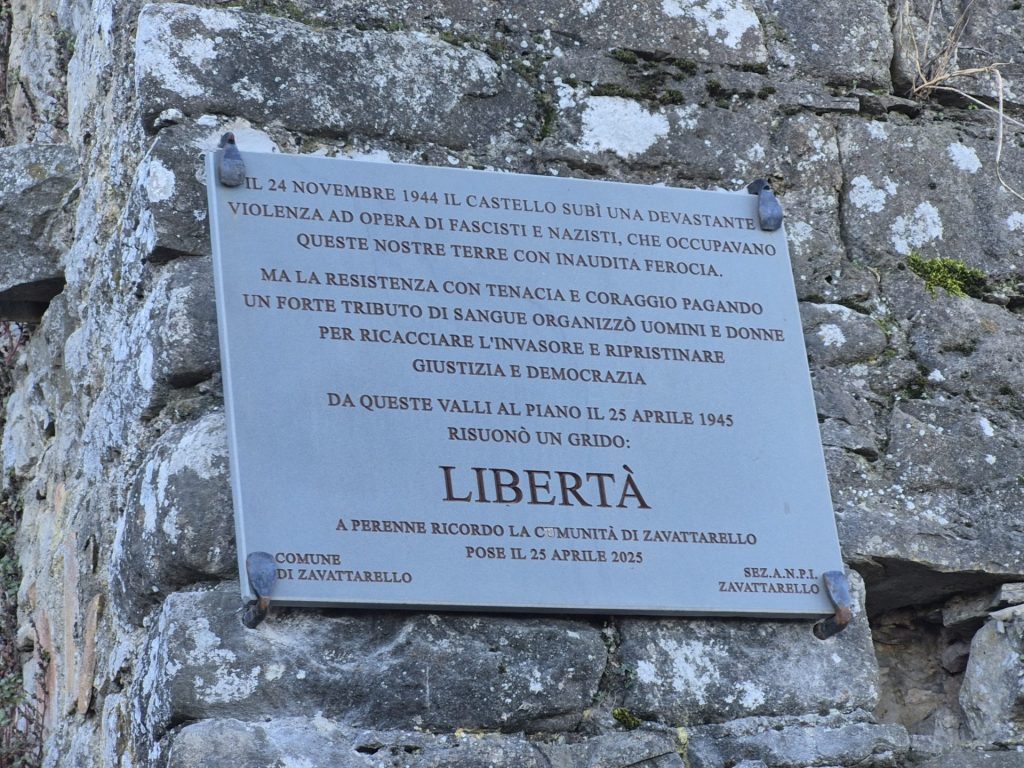 IL 24 NOVEMBRE 1944 IL CASTELLO SUBÌ UNA DEVASTANTE
VIOLENZA AD OPERA DI FASCISTI E NAZISTI, CHE OCCUPAVANO
QUESTE NOSTRE TERRE CON INAUDITA FEROCIA.
MA LA RESISTENZA CON TENACIA E CORAGGIO PAGANDO
UN FORTE TRIBUTO DI SANGUE ORGANIZZÒ UOMINI E DONNE
PER RICACCIARE L'INVASORE E RIPRISTINARE
GIUSTIZIA E DEMOCRAZIA
DA QUESTE VALLI AL PIANO IL 25 APRILE 1945
RISUONÒ UN GRIDO:
LIBERTÀ
A PERENNE RICORDO LA COMUNITÀ DI ZAVATTARELLO
POSE IL 25 APRILE 2025
COMUNE
DI ZAVATTARELLO
SEZ.A.N.P.I.
ZAVATTARELLO